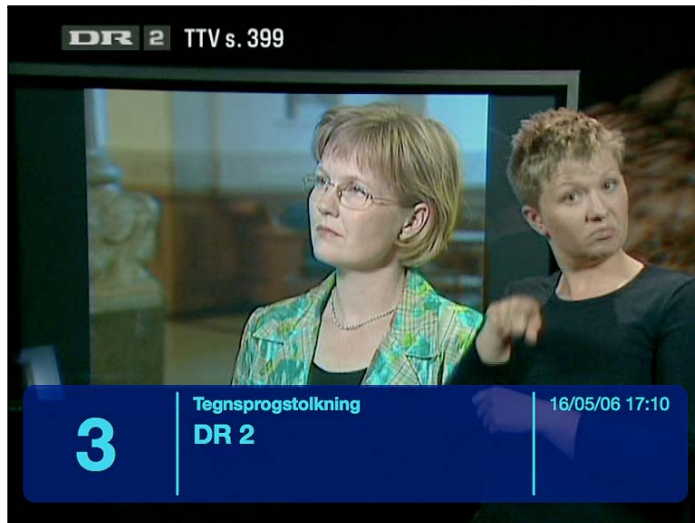 DR 2 TTV s. 399
3
Tegnsprogstolkning
DR 2
16/05/06 17:10